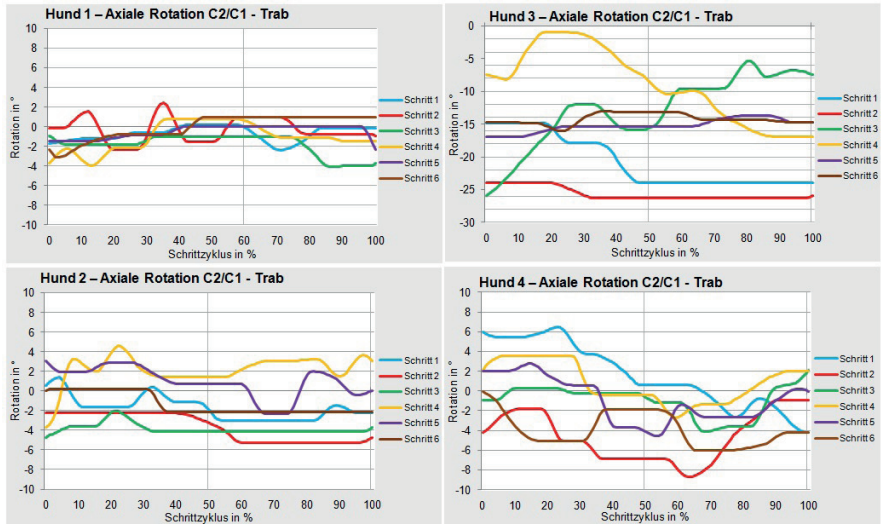 Hund 1 – Axiale Rotation C2/C1 - Trab
Rotation in °
10
8
6
4
2
0
-2
-4
-6
-8
-10
0 10 20 30 40 50 60 70 80 90 100
Schrittzyklus in %
Schritt 1
Schritt 2
Schritt 3
Schritt 4
Schritt 5
Schritt 6
Hund 3 – Axiale Rotation C2/C1 - Trab
Rotation in °
0
-5
-10
-15
-20
-25
-30
0 10 20 30 40 50 60 70 80 90 100
Schrittzyklus in %
Schritt 1
Schritt 2
Schritt 3
Schritt 4
Schritt 5
Schritt 6
Hund 2 – Axiale Rotation C2/C1 - Trab
Rotation in °
10
8
6
4
2
0
-2
-4
-6
-8
-10
0 10 20 30 40 50 60 70 80 90 100
Schrittzyklus in %
Schritt 1
Schritt 2
Schritt 3
Schritt 4
Schritt 5
Schritt 6
Hund 4 – Axiale Rotation C2/C1 - Trab
Rotation in °
10
8
6
4
2
0
-2
-4
-6
-8
-10
0 10 20 30 40 50 60 70 80 90 100
Schrittzyklus in %
Schritt 1
Schritt 2
Schritt 3
Schritt 4
Schritt 5
Schritt 6